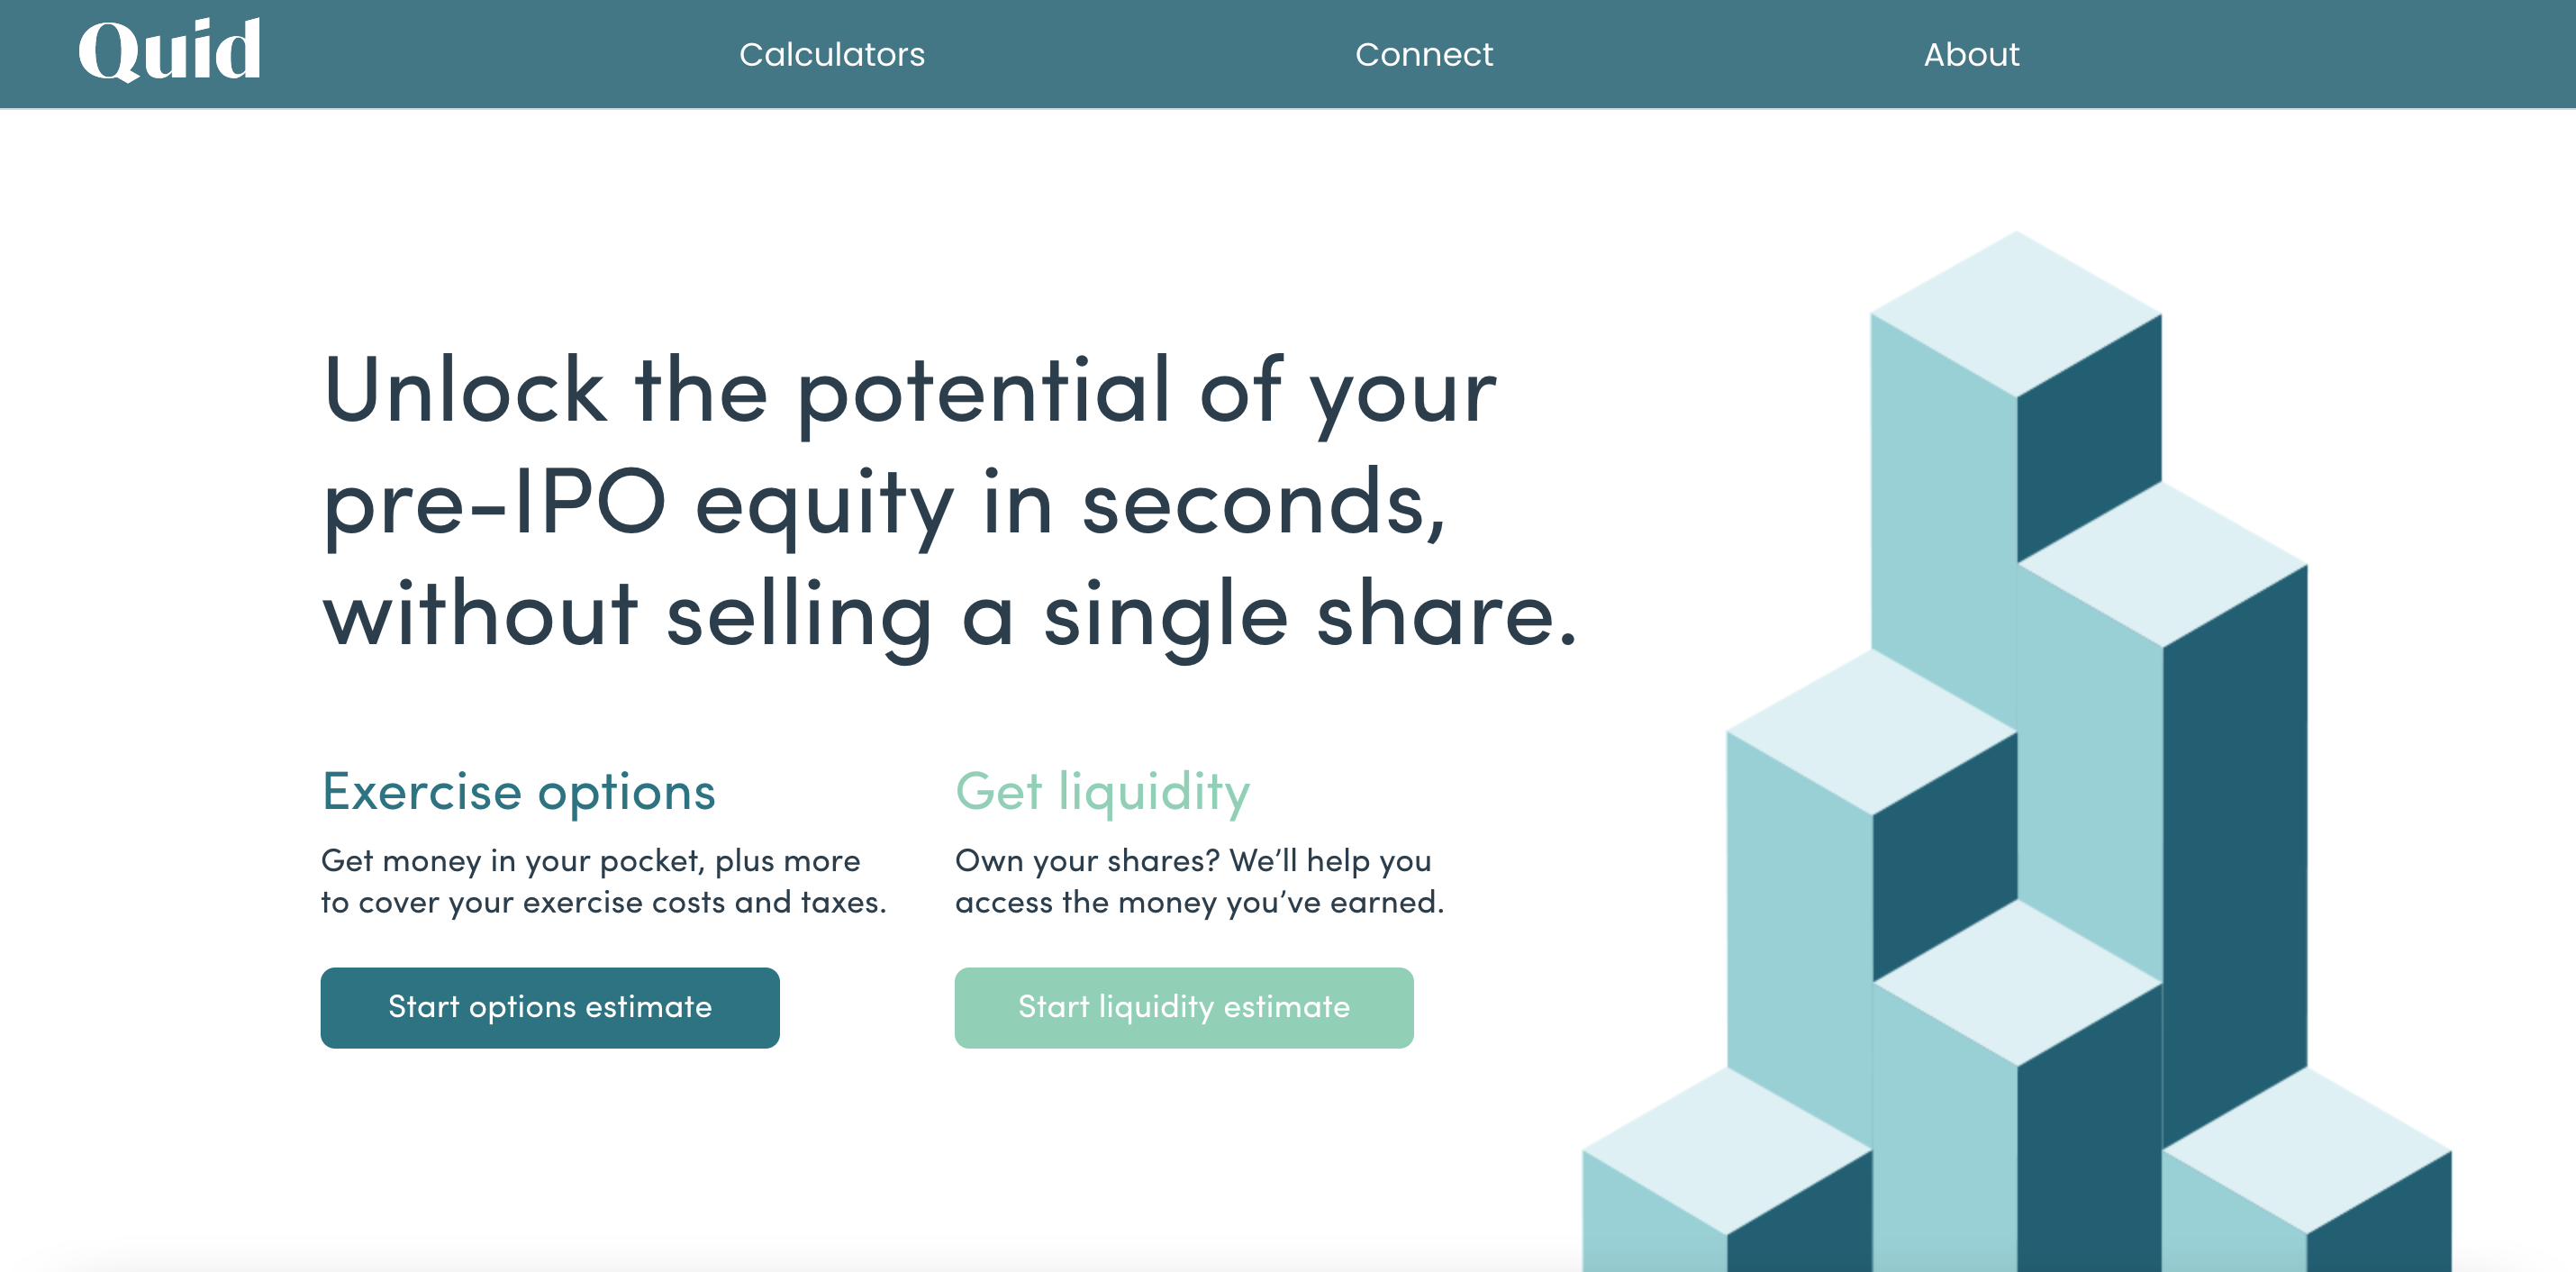 Quid
Calculators
Connect
About
Unlock the potential of your
pre-IPO equity in seconds,
without selling a single share.
Exercise options
Get money in your pocket, plus more
to cover your exercise costs and taxes.
Start options estimate
Get liquidity
Own your shares? We’ll help you
access the money you’ve earned.
Start liquidity estimate